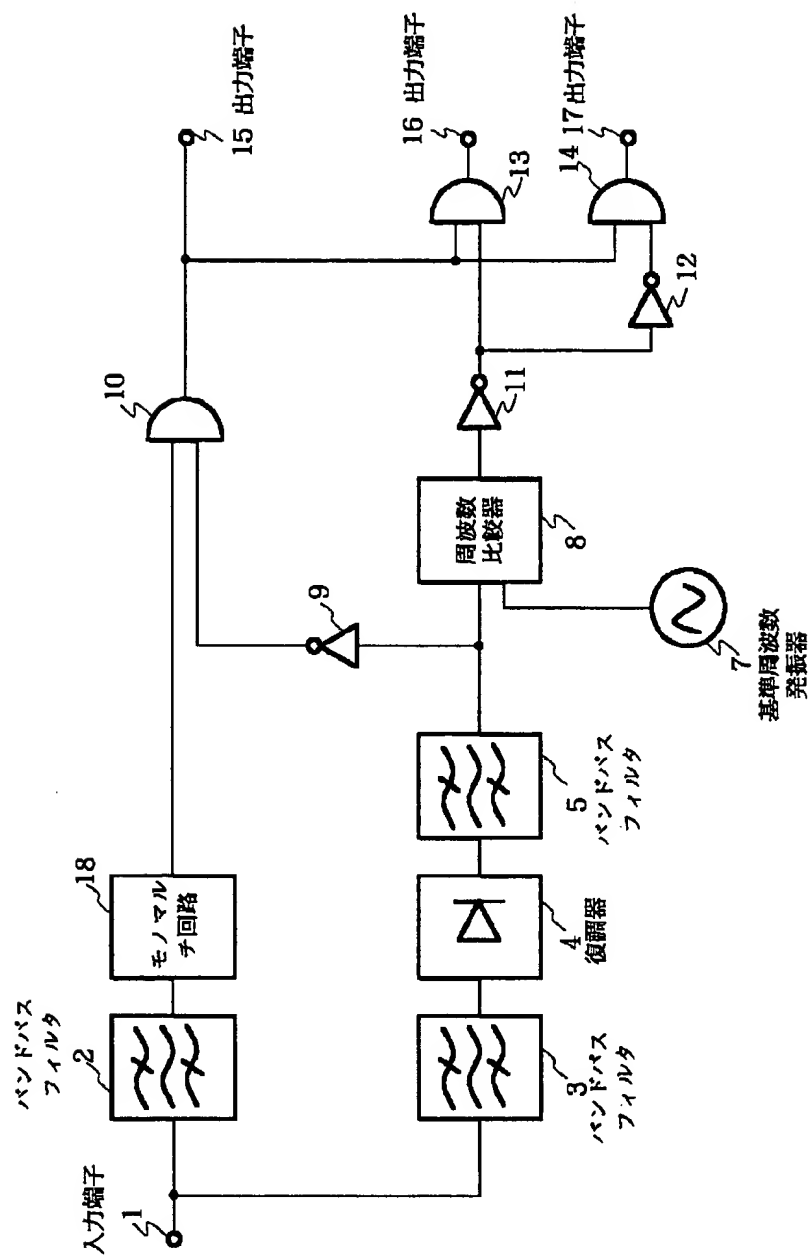 入力端子
1
バンドパス
フィルタ
2
18
モノマル
チ回路
10
15 出力端子
3
バンドパス
フィルタ
4
復調器
5
バンドパス
フィルタ
9
周波数
比較器
8
7
基準周波数
発振器
11
12
13
16 出力端子
14
17出力端子